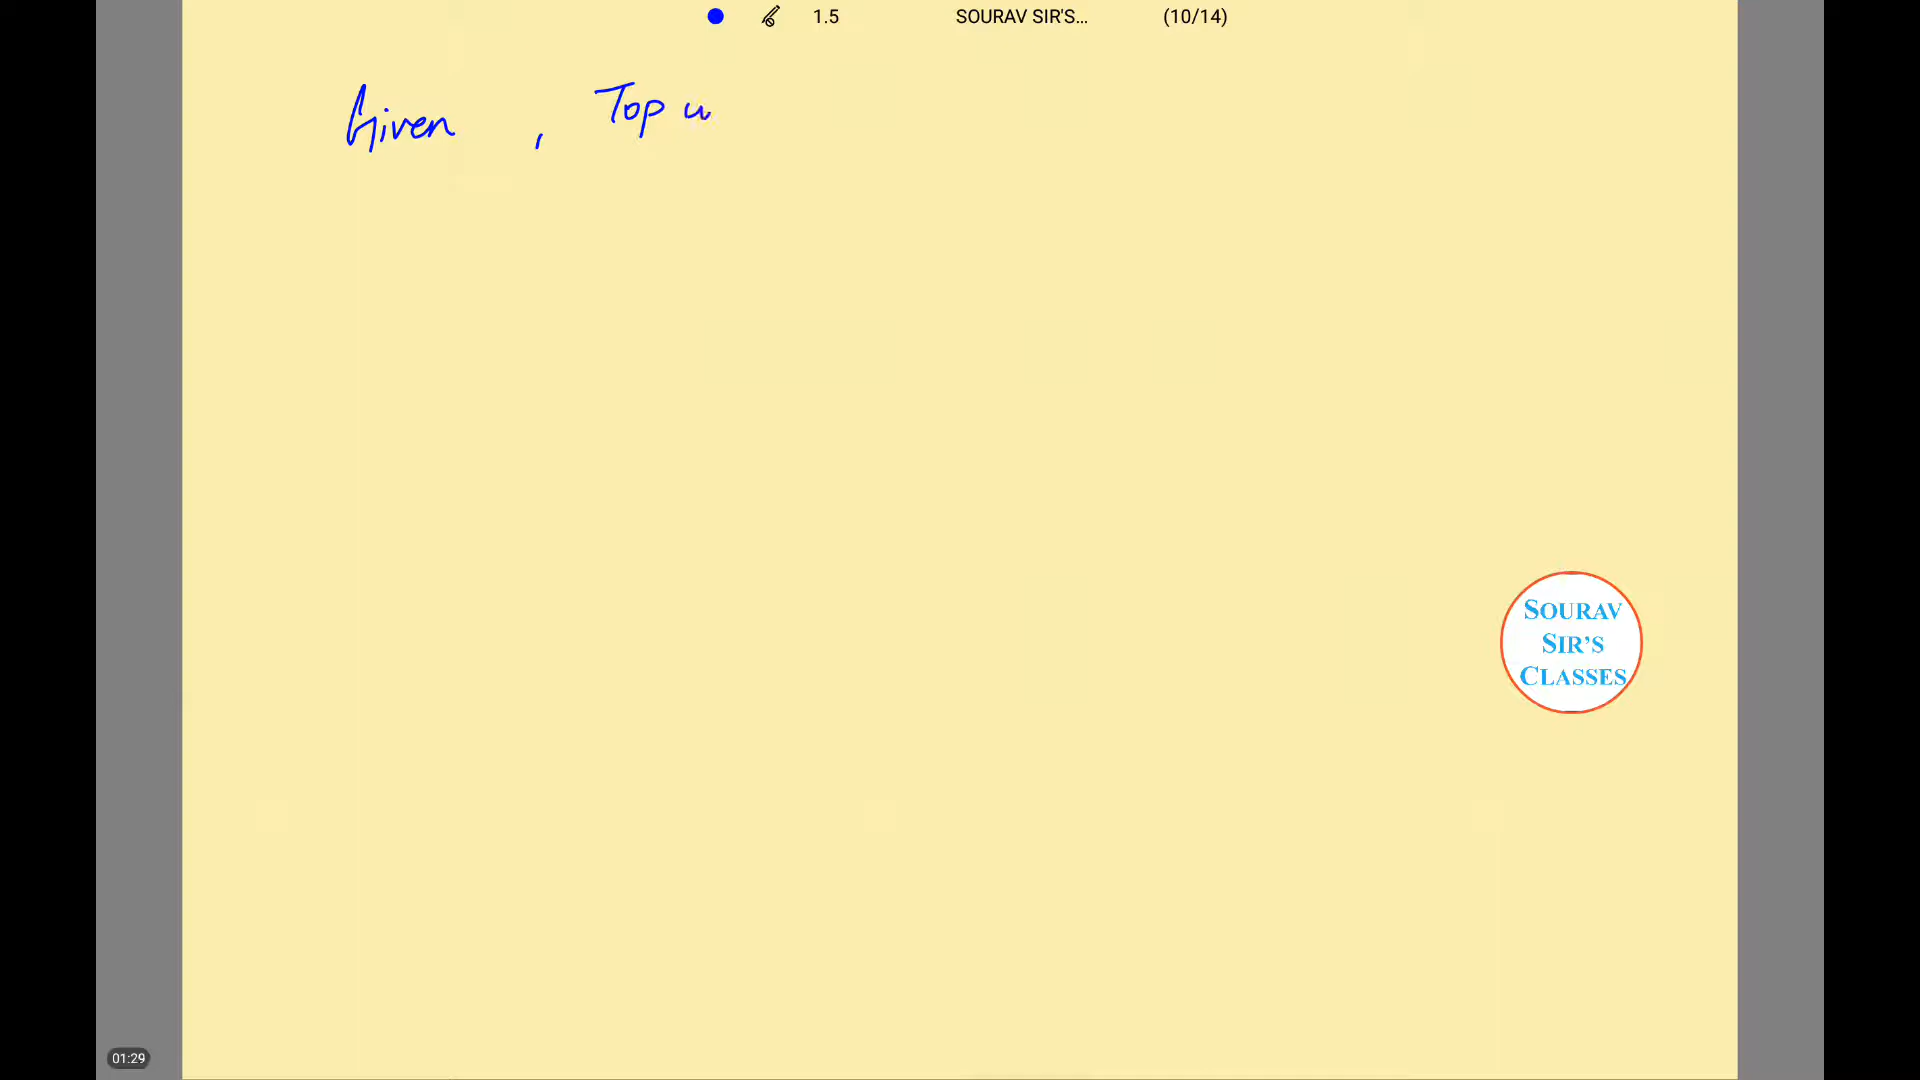 1.5 SOURAV SIR'S... (10/14)
Given , Top w
SOURAV
SIR'S
CLASSES
01:29